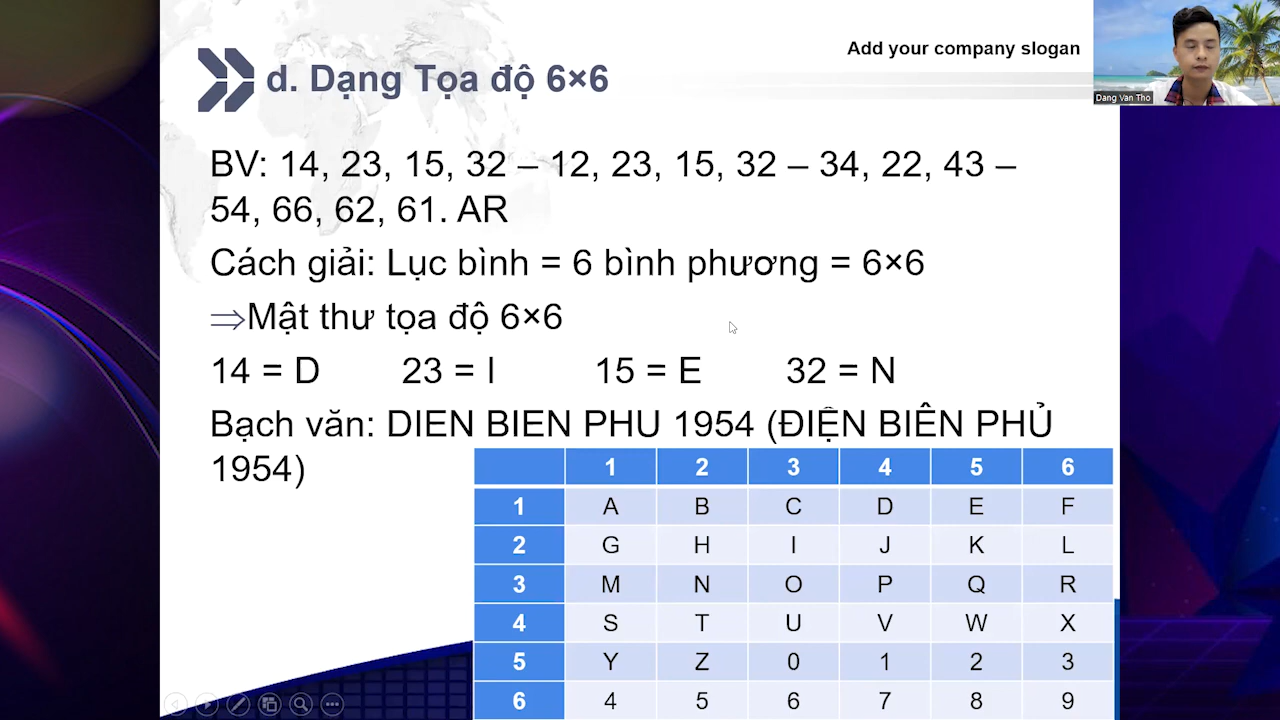 Add your company slogan
d. Dạng Tọa độ 6×6
Dang Van Tho
BV: 14, 23, 15, 32 – 12, 23, 15, 32 – 34, 22, 43 –
54, 66, 62, 61. AR
Cách giải: Lục bình = 6 bình phương = 6×6
⇒Mật thư tọa độ 6×6
14 = D 23 = I 15 = E 32 = N
Bạch văn: DIEN BIEN PHU 1954 (ĐIỆN BIÊN PHỦ
1954)
1 2 3 4 5 6
1 A B C D E F
2 G H I J K L
3 M N O P Q R
4 S T U V W X
5 Y Z 0 1 2 3
6 4 5 6 7 8 9